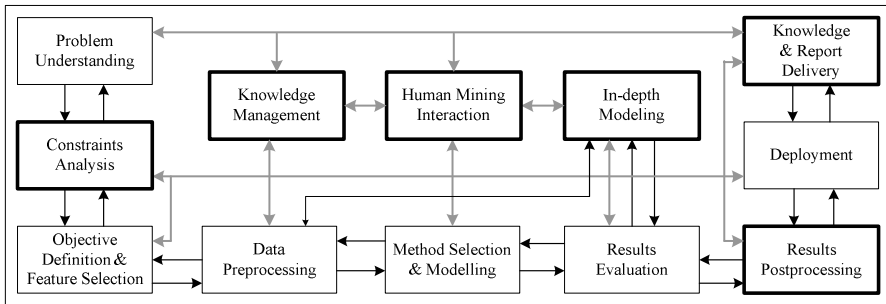 Problem
Understanding
Knowledge
& Report
Delivery
Knowledge
Management
Human Mining
Interaction
In-depth
Modeling
Constraints
Analysis
Deployment
Objective
Definition &
Feature Selection
Data
Preprocessing
Method Selection
& Modelling
Results
Evaluation
Results
Postprocessing